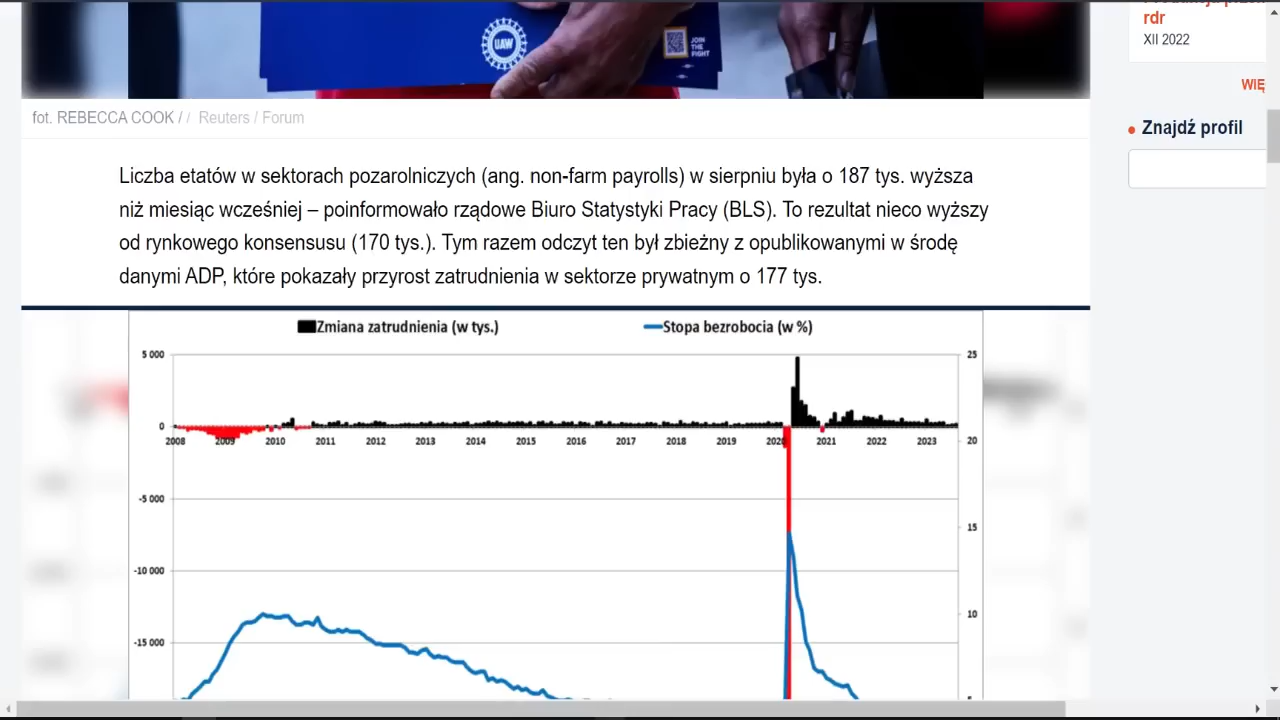 UAW
JOIN
THE
FIGHT
rdr
XII 2022
WIĘ
Znajdź profil
fot. REBECCA COOK / / Reuters / Forum
Liczba etatów w sektorach pozarolniczych (ang. non-farm payrolls) w sierpniu była o 187 tys. wyższa
niż miesiąc wcześniej – poinformowało rządowe Biuro Statystyki Pracy (BLS). To rezultat nieco wyższy
od rynkowego konsensusu (170 tys.). Tym razem odczyt ten był zbieżny z opublikowanymi w środę
danymi ADP, które pokazały przyrost zatrudnienia w sektorze prywatnym o 177 tys.
Zmiana zatrudnienia (w tys.) Stopa bezrobocia (w %)
5 000 25
0
2008 2009 2010 2011 2012 2013 2014 2015 2016 2017 2018 2019 2020 2021 2022 2023 20
-5 000
15
-10 000
10
-15 000